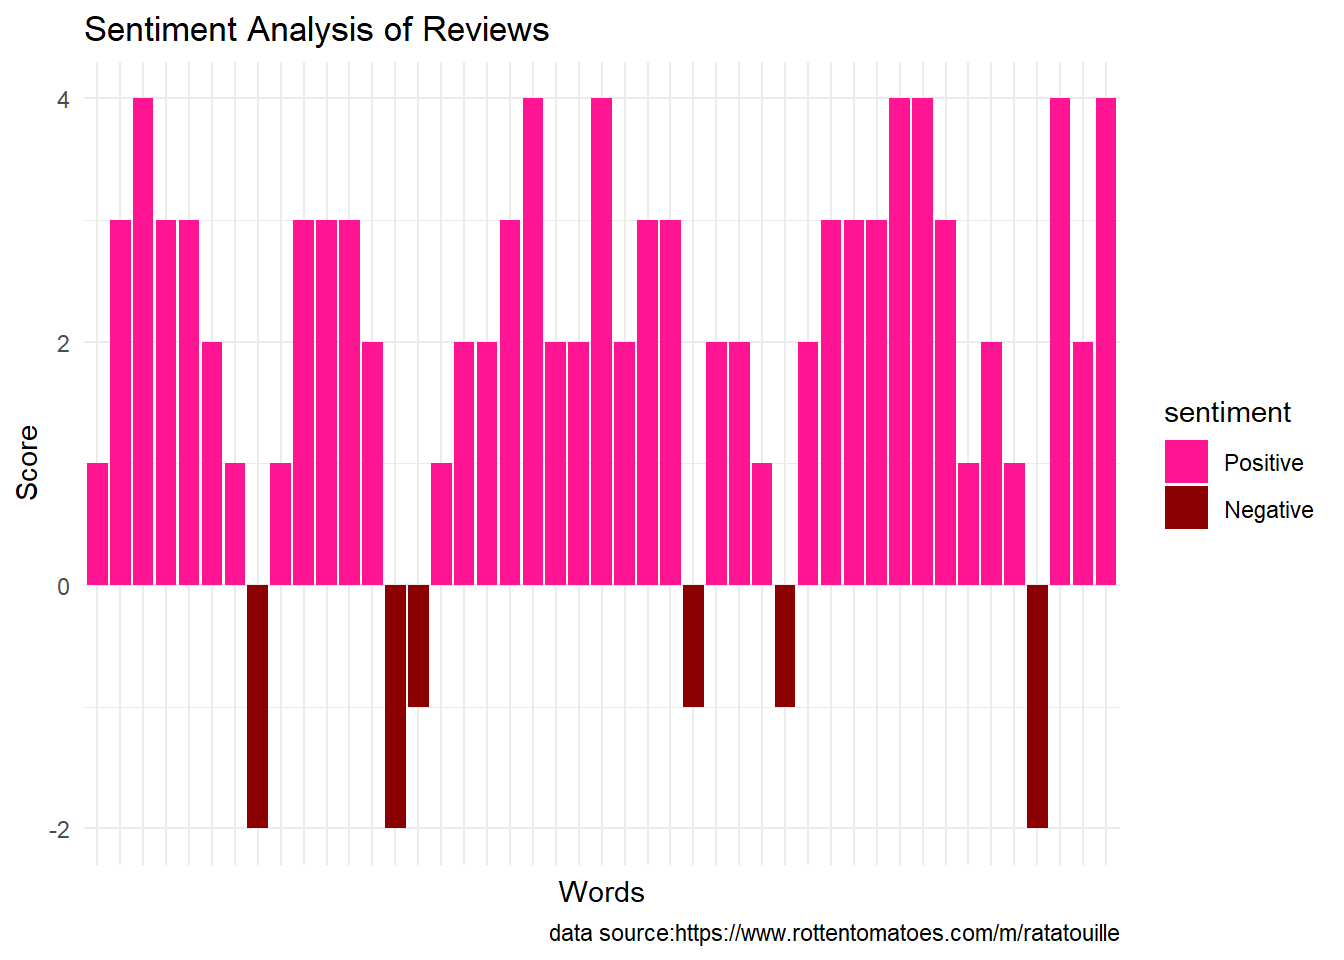 Sentiment Analysis of Reviews
4
2
0
-2
Score
Words
sentiment
Positive
Negative
data source:https://www.rottentomatoes.com/m/ratatouille